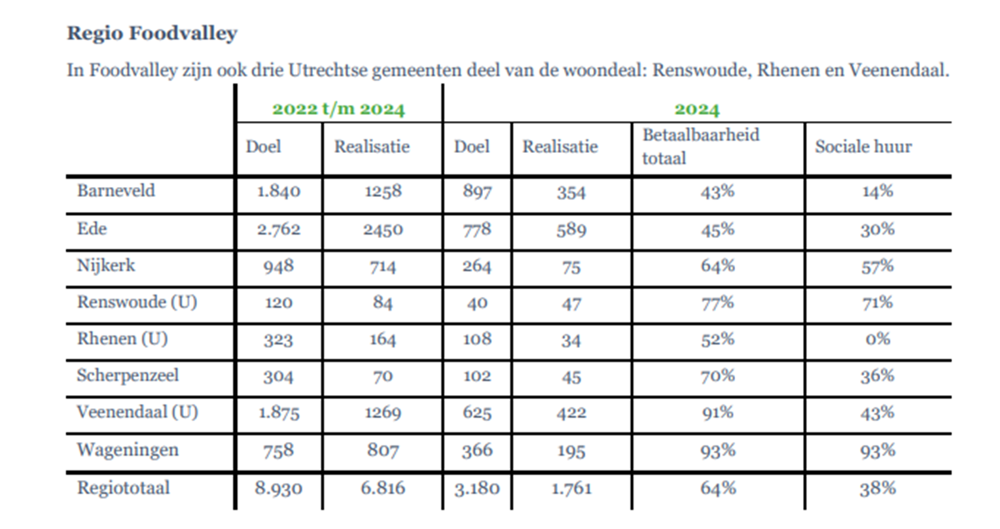 Regio Foodvalley
In Foodvalley zijn ook drie Utrechtse gemeenten deel van de woondeal: Renswoude, Rhenen en Veenendaal.
2022 t/m 2024 2024
Doel Realisatie Doel Realisatie Betaalbaarheid totaal Sociale huur
Barneveld 1.840 1258 897 354 43% 14%
Ede 2.762 2450 778 589 45% 30%
Nijkerk 948 714 264 75 64% 57%
Renswoude (U) 120 84 40 47 77% 71%
Rhenen (U) 323 164 108 34 52% 0%
Scherpenzeel 304 70 102 45 70% 36%
Veenendaal (U) 1.875 1269 625 422 91% 43%
Wageningen 758 807 366 195 93% 93%
Regiototaal 8.930 6.816 3.180 1.761 64% 38%